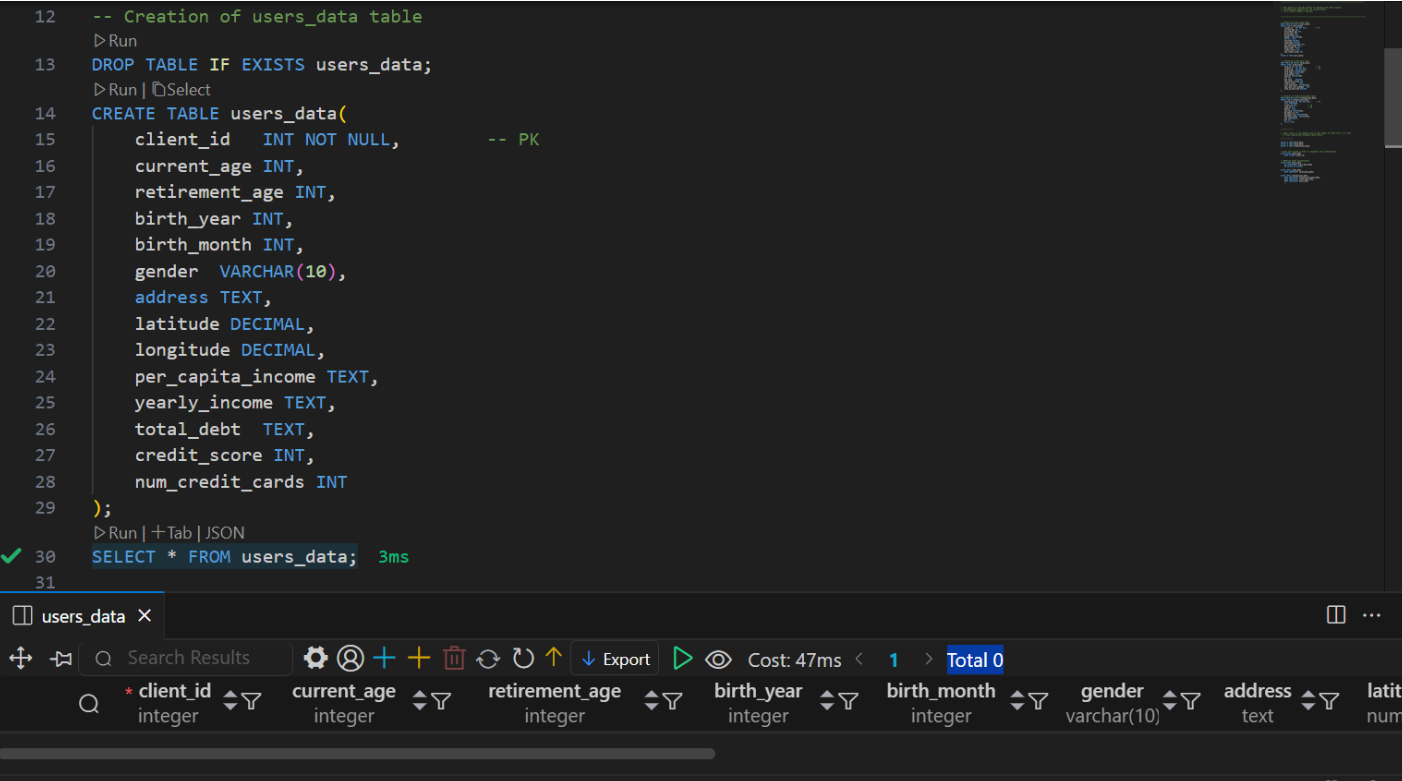 12 -- Creation of users_data table
Run
13 DROP TABLE IF EXISTS users_data;
Run | Select
14 CREATE TABLE users_data(
15 client_id INT NOT NULL, -- PK
16 current_age INT,
17 retirement_age INT,
18 birth_year INT,
19 birth_month INT,
20 gender VARCHAR(10),
21 address TEXT,
22 latitude DECIMAL,
23 longitude DECIMAL,
24 per_capita_income TEXT,
25 yearly_income TEXT,
26 total_debt TEXT,
27 credit_score INT,
28 num_credit_cards INT
29 );
Run | +Tab | JSON
30 SELECT * FROM users_data; 3ms
31
users_data
Search Results Export Cost: 47ms < 1 > Total 0
* client_id current_age retirement_age birth_year birth_month gender address latit
integer integer integer integer integer varchar(10) text num